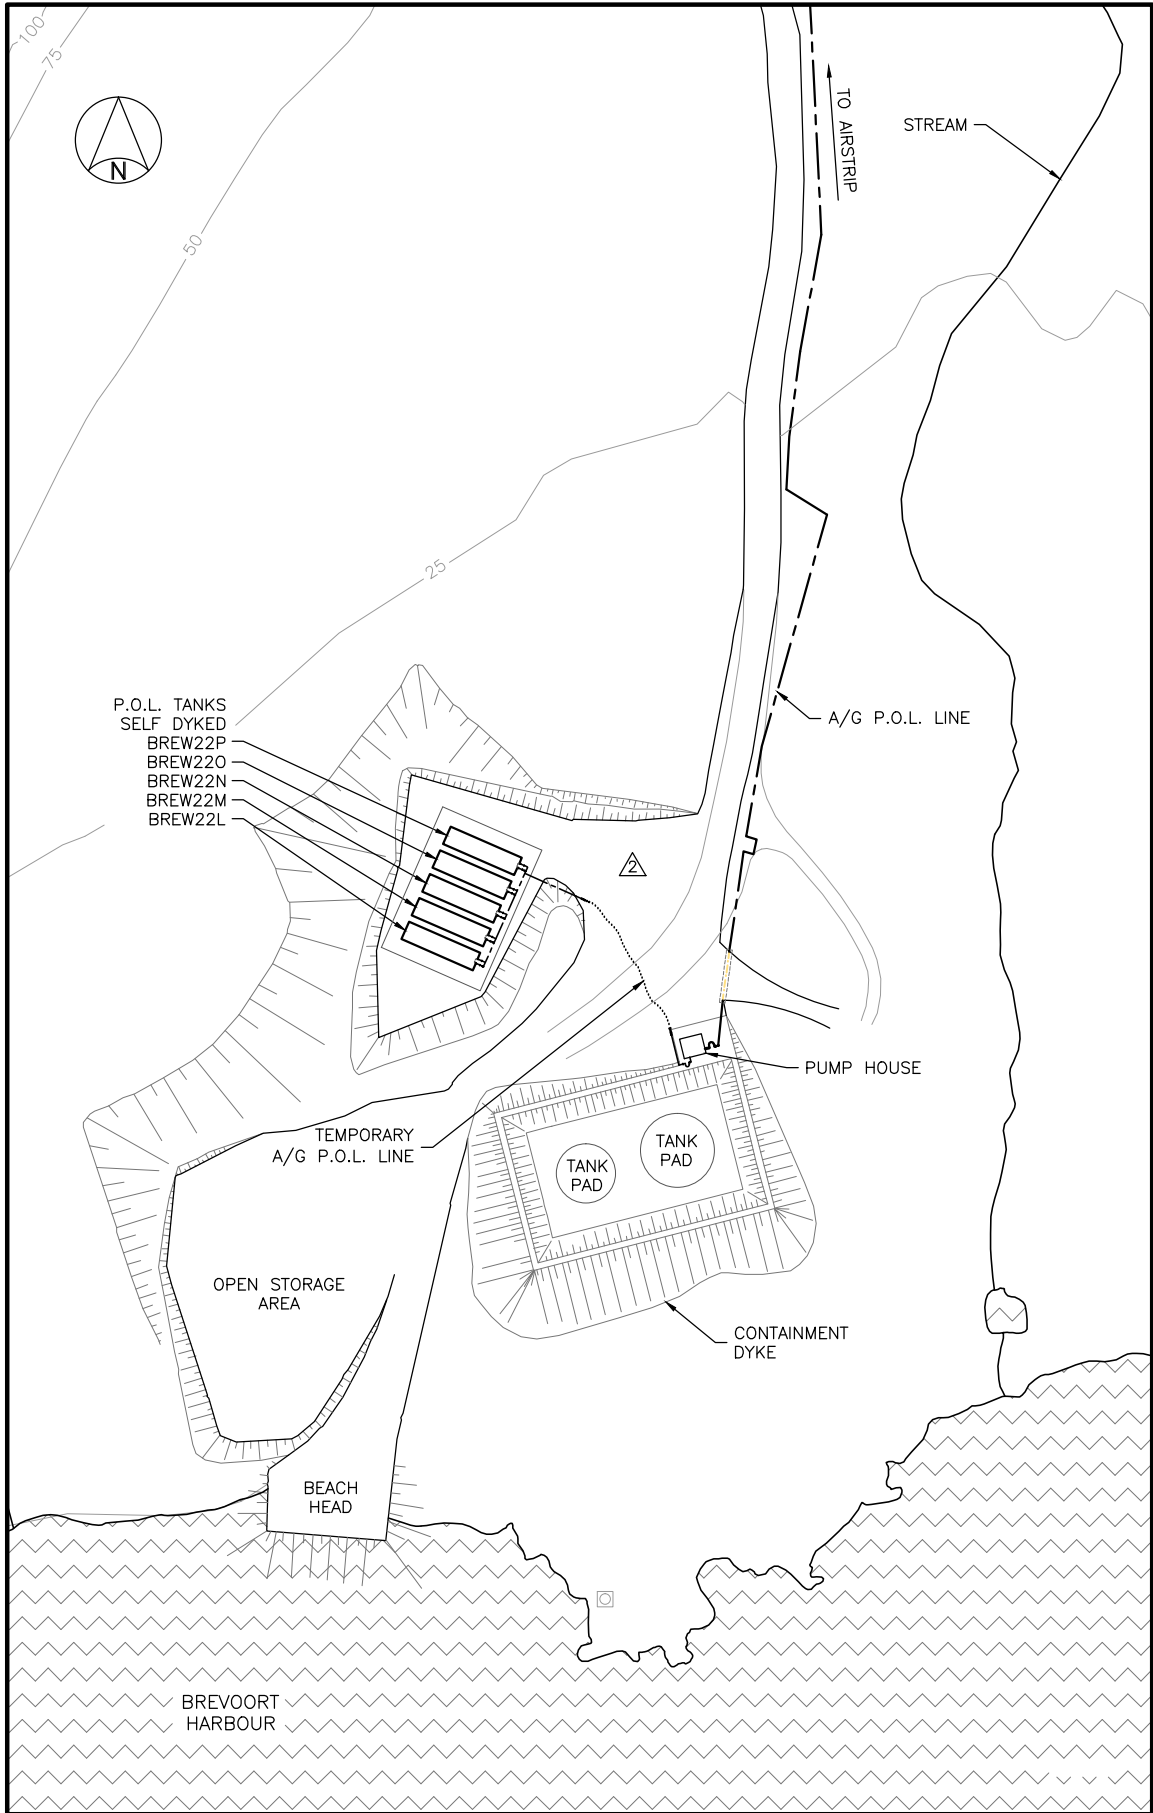 100
75
N
50
TO AIRSTRIP
STREAM
25
P.O.L. TANKS
SELF DYKED
BREW22P
BREW22O
BREW22N
BREW22M
BREW22L
A/G P.O.L. LINE
2
PUMP HOUSE
TEMPORARY
A/G P.O.L. LINE
TANK
PAD
TANK
PAD
OPEN STORAGE
AREA
CONTAINMENT
DYKE
BEACH
HEAD
BREVOORT
HARBOUR